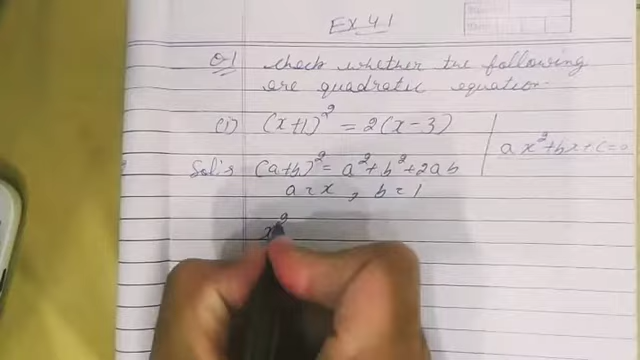 Ex 4.1
Q1 check whether the following
are quadratic equation
(i) (x+1)² = 2(x-3)
ax²+bx+c=0
Sol:- (a+b)² = a²+b²+2ab
a=x, b=1
x²